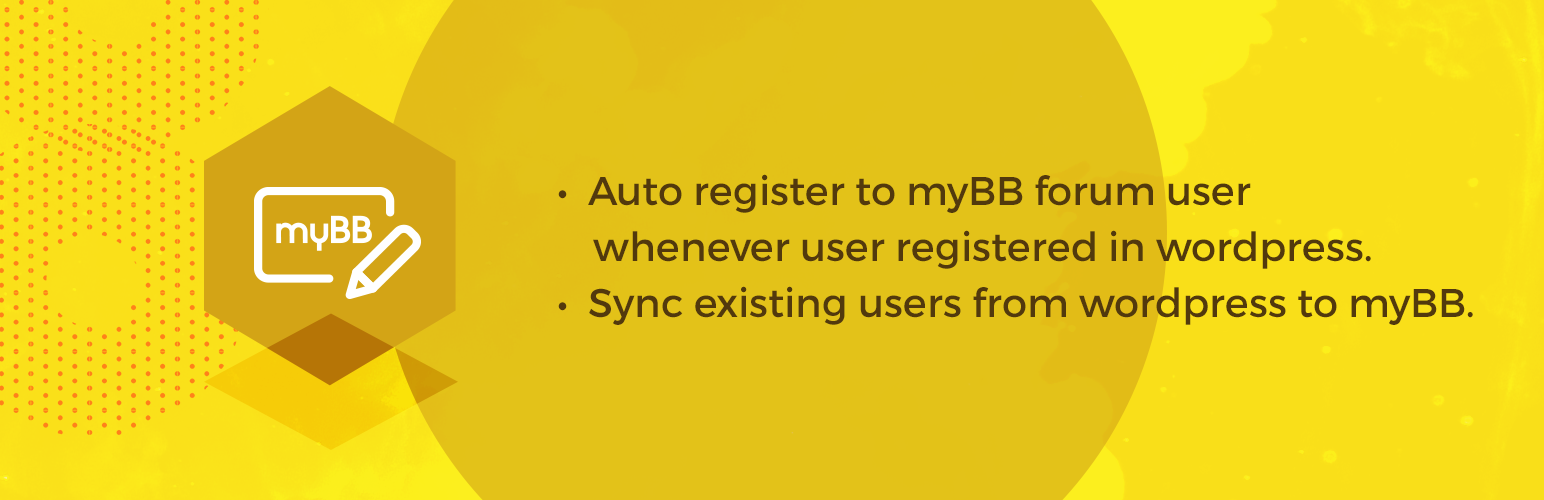 myBB
• Auto register to myBB forum user
whenever user registered in wordpress.
• Sync existing users from wordpress to myBB.